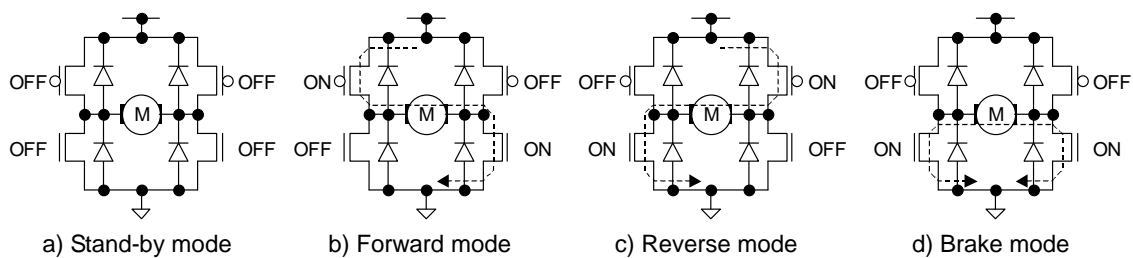 OFF OFF
M
OFF OFF
a) Stand-by mode
ON OFF
M
OFF ON
b) Forward mode
OFF ON
M
ON OFF
c) Reverse mode
OFF OFF
M
ON ON
d) Brake mode